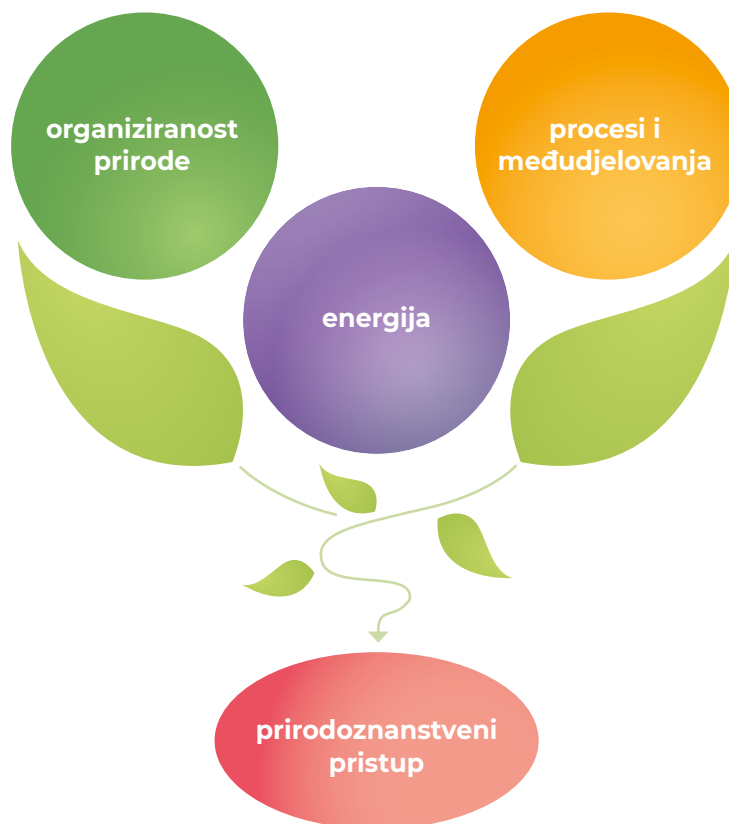 organiziranost
prirode
procesi i
međudjelovanja
energija
prirodoznanstveni
pristup